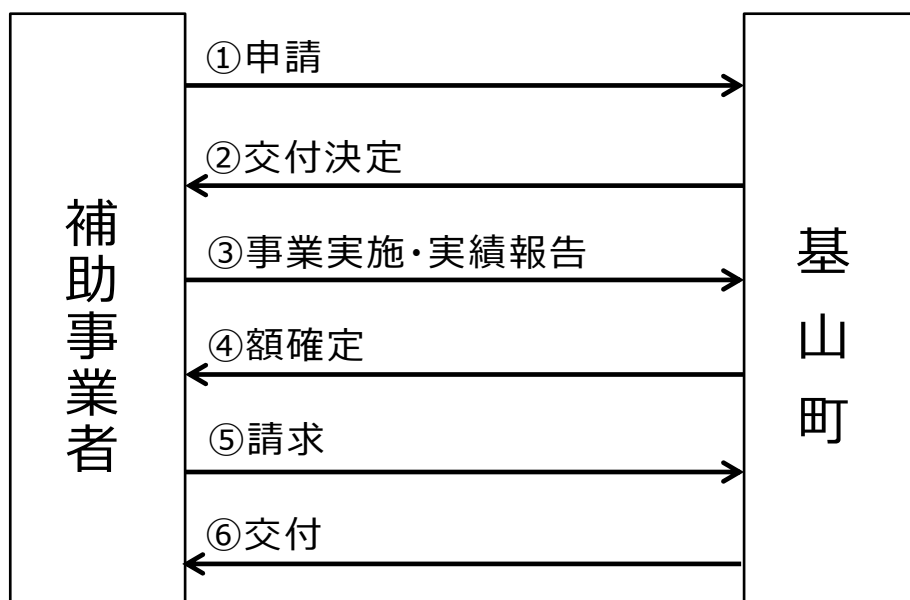 補助事業者
①申請
②交付決定
③事業実施・実績報告
④額確定
⑤請求
⑥交付
基山町